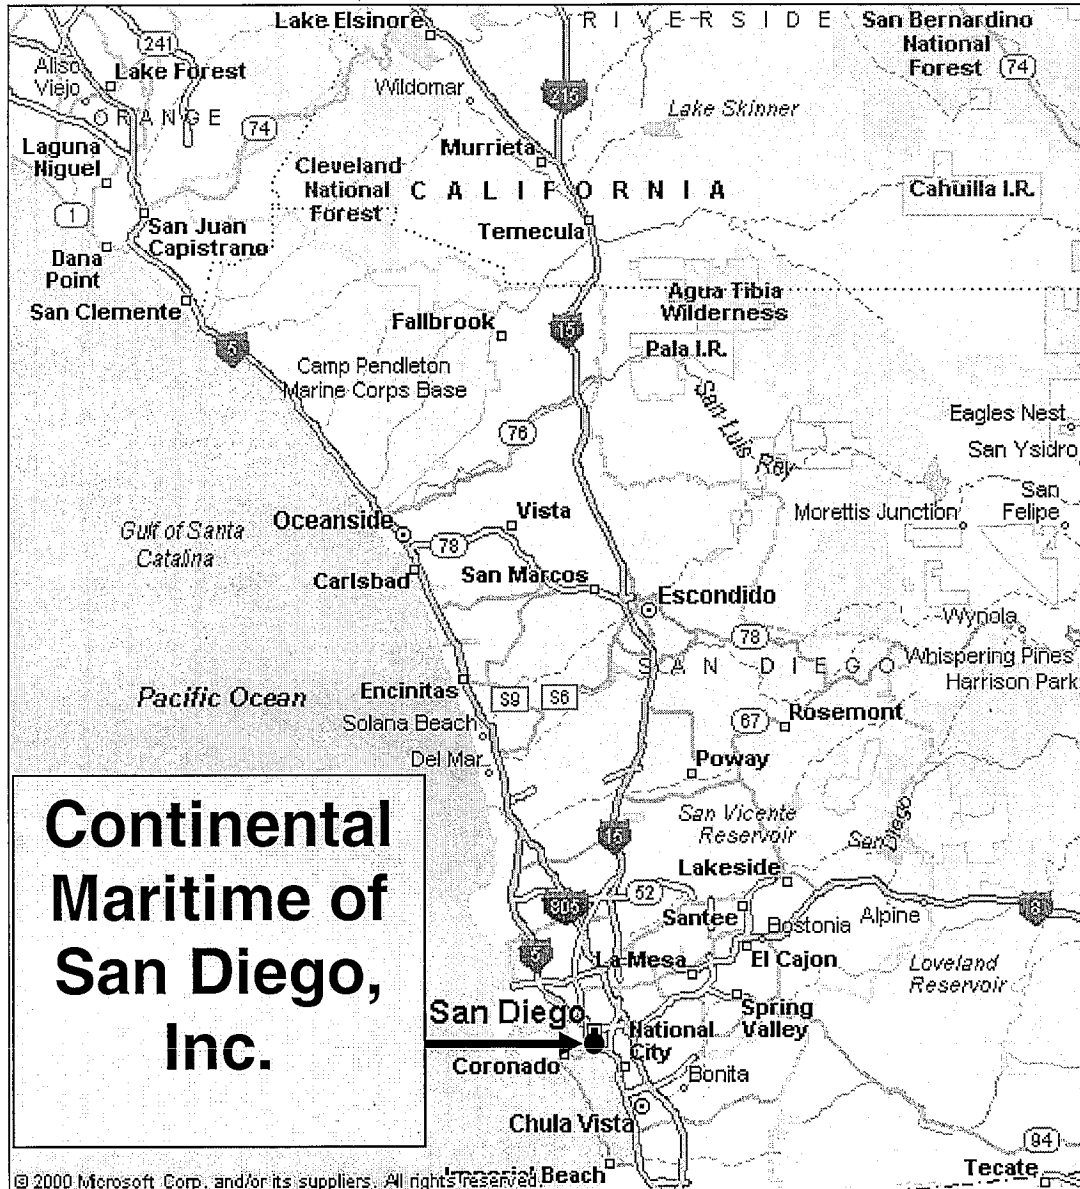 Lake Elsinore
RIVERSIDE
San Bernardino
National
Forest
74
241
Aliso
Viejo
Lake Forest
ORANGE
215
Wildomar
Lake Skinner
74
Laguna
Niguel
Murrieta
Cleveland
National
Forest
CALIFORNIA
Cahuilla I.R.
1
San Juan
Capistrano
Temecula
Dana
Point
San Clemente
Agua Tibia
Wilderness
Fallbrook
15
5
Pala I.R.
Camp Pendleton
Marine Corps Base
San Luis Rey
76
Eagles Nest
San Ysidro
San
Felipe
Gulf of Santa
Catalina
Oceanside
Vista
Morettis Junction
78
Carlsbad
San Marcos
Escondido
Wynola
78
SAN DIEGO
Whispering Pines
Harrison Park
Pacific Ocean
Encinitas
S9
S6
Rosemont
Solana Beach
67
Del Mar
Poway
Continental
Maritime of
San Diego,
Inc.
San Vicente
Reservoir
San Diego
15
Lakeside
52
805
Santee
Alpine
8
Bostonia
5
La Mesa
El Cajon
Loveland
Reservoir
San Diego
Spring
Valley
National
City
Coronado
Bonita
Chula Vista
94
Imperial Beach
Tecate
© 2000 Microsoft Corp. and/or its suppliers. All rights reserved.